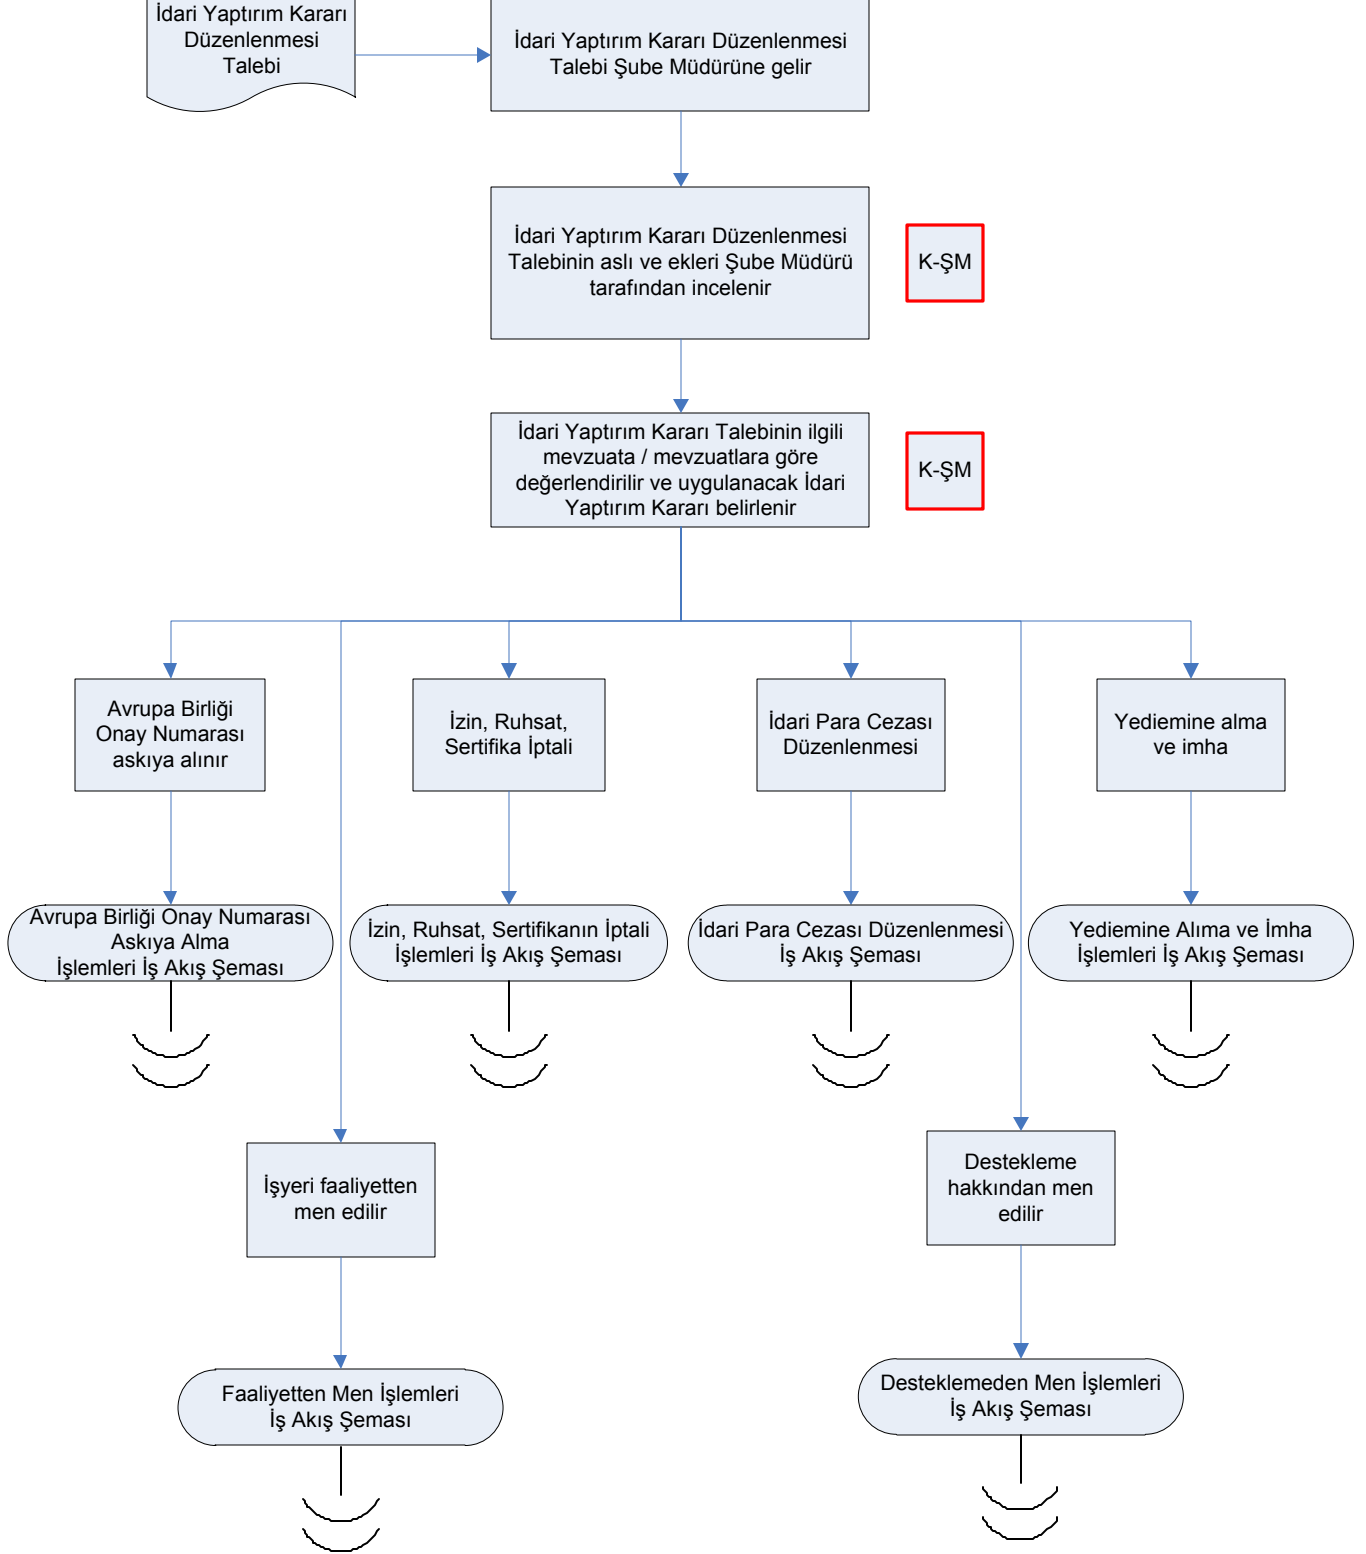 İdari Yaptırım Kararı
Düzenlenmesi
Talebi
İdari Yaptırım Kararı Düzenlenmesi
Talebi Şube Müdürüne gelir
İdari Yaptırım Kararı Düzenlenmesi
Talebinin aslı ve ekleri Şube Müdürü
tarafından incelenir
K-ŞM
İdari Yaptırım Kararı Talebinin ilgili
mevzuata / mevzuatlara göre
değerlendirilir ve uygulanacak İdari
Yaptırım Kararı belirlenir
K-ŞM
Avrupa Birliği
Onay Numarası
askıya alınır
İzin, Ruhsat,
Sertifika İptali
İdari Para Cezası
Düzenlenmesi
Yediemine alma
ve imha
Avrupa Birliği Onay Numarası
Askıya Alma
İşlemleri İş Akış Şeması
İzin, Ruhsat, Sertifikanın İptali
İşlemleri İş Akış Şeması
İdari Para Cezası Düzenlenmesi
İş Akış Şeması
Yediemine Alıma ve İmha
İşlemleri İş Akış Şeması
İşyeri faaliyetten
men edilir
Destekleme
hakkından men
edilir
Faaliyetten Men İşlemleri
İş Akış Şeması
Desteklemeden Men İşlemleri
İş Akış Şeması